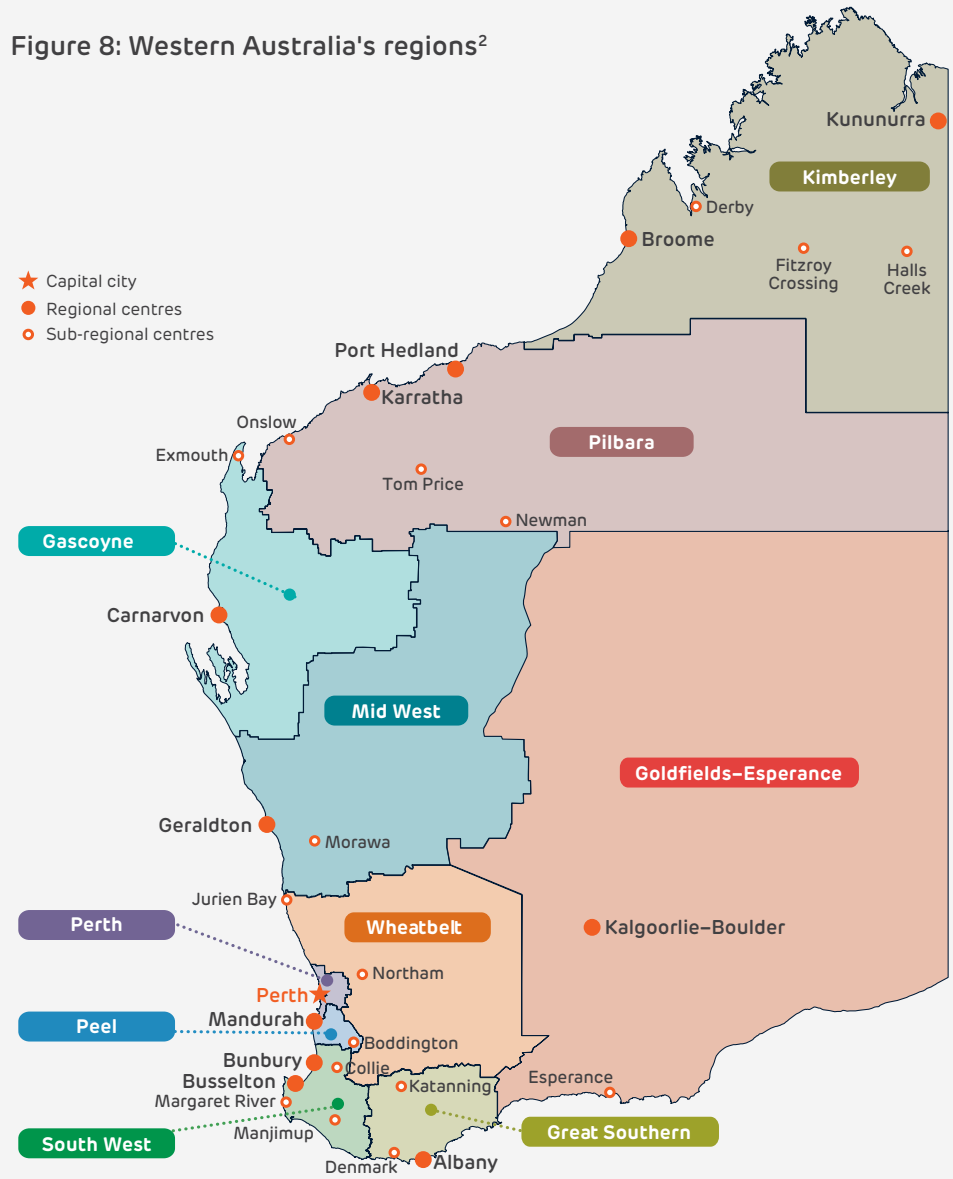 Figure 8: Western Australia's regions²
Kununurra
Kimberley
Derby
Broome
Fitzroy
Crossing
Halls
Creek
Capital city
Regional centres
Sub-regional centres
Port Hedland
Karratha
Onslow
Exmouth
Pilbara
Tom Price
Newman
Gascoyne
Carnarvon
Mid West
Goldfields–Esperance
Geraldton
Morawa
Jurien Bay
Perth
Wheatbelt
Kalgoorlie–Boulder
Northam
Perth
Peel
Mandurah
Boddington
Bunbury
Collie
Busselton
Katanning
Esperance
Margaret River
Manjimup
South West
Great Southern
Denmark
Albany